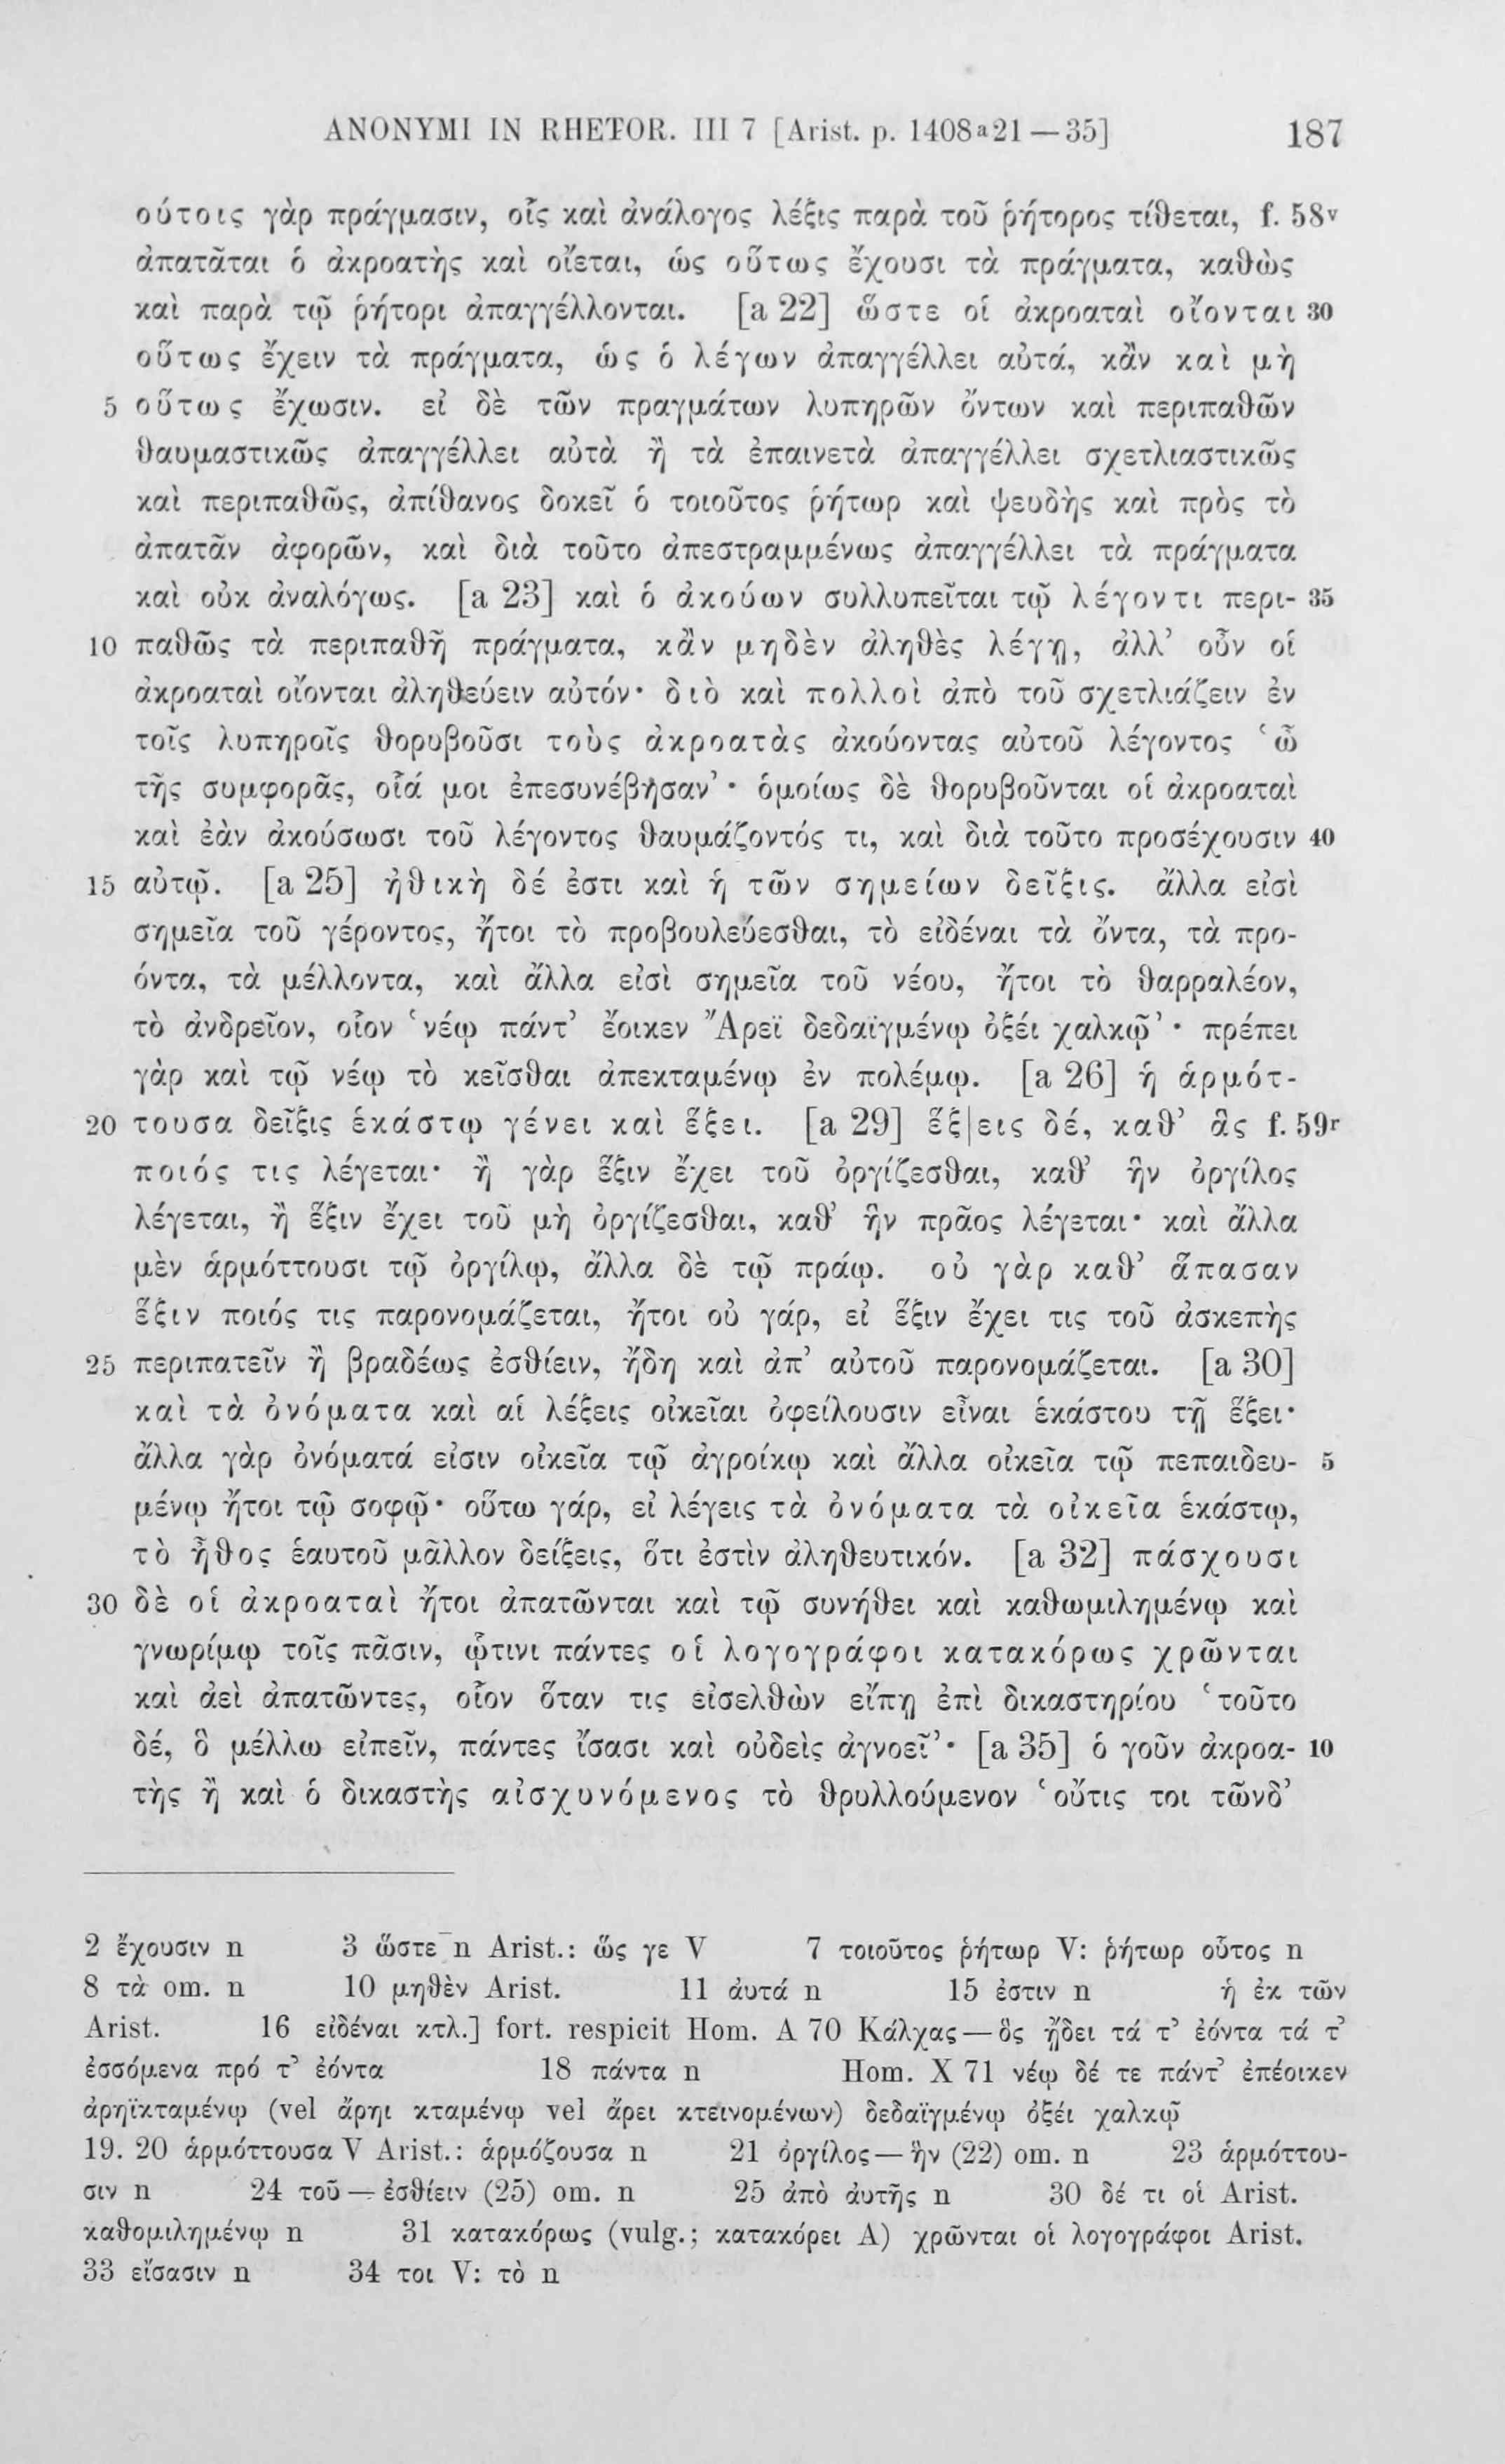 ANONYMI IN RHETOR. III 7 [Arist. p. 1408a21—35] 187
ούτοις γὰρ πράγμασιν, οἷς καὶ ἀνάλογος λέξις παρὰ τοῦ ῥήτορος τίθεται, f. 58v
ἀπατᾶται ὁ ἀκροατὴς καὶ οἴεται, ὡς οὕτως ἔχουσι τὰ πράγματα, καθὼς
καὶ παρὰ τῷ ῥήτορι ἀπαγγέλλονται. [a 22] ὥστε οἱ ἀκροαταὶ οἴονται 30
οὕτως ἔχειν τὰ πράγματα, ὡς ὁ λέγων ἀπαγγέλλει αὐτά, κἂν καὶ μὴ
5 οὕτως ἔχωσιν. εἰ δὲ τῶν πραγμάτων λυπηρῶν ὄντων καὶ περιπαθῶν
θαυμαστικῶς ἀπαγγέλλει αὐτὰ ἢ τὰ ἐπαινετὰ ἀπαγγέλλει σχετλιαστικῶς
καὶ περιπαθῶς, ἀπίθανος δοκεῖ ὁ τοιοῦτος ῥήτωρ καὶ ψευδὴς καὶ πρὸς τὸ
ἀπατᾶν ἀφορῶν, καὶ διὰ τοῦτο ἀπεστραμμένως ἀπαγγέλλει τὰ πράγματα
καὶ οὐκ ἀναλόγως. [a 23] καὶ ὁ ἀκούων συλλυπεῖται τῷ λέγοντι περι- 35
10 παθῶς τὰ περιπαθῆ πράγματα, κἂν μηδὲν ἀληθὲς λέγῃ, ἀλλ’ οὖν οἱ
ἀκροαταὶ οἴονται ἀληθεύειν αὐτόν· διὸ καὶ πολλοὶ ἀπὸ τοῦ σχετλιάζειν ἐν
τοῖς λυπηροῖς θορυβοῦσι τοὺς ἀκροατὰς ἀκούοντας αὐτοῦ λέγοντος ‘ὦ
τῆς συμφορᾶς, οἷά μοι ἐπεσυνέβησαν’· ὁμοίως δὲ θορυβοῦνται οἱ ἀκροαταὶ
καὶ ἐὰν ἀκούσωσι τοῦ λέγοντος θαυμάζοντός τι, καὶ διὰ τοῦτο προσέχουσιν 40
15 αὐτῷ. [a 25] ἠθικὴ δέ ἐστι καὶ ἡ τῶν σημείων δεῖξις. ἄλλα εἰσὶ
σημεῖα τοῦ γέροντος, ἤτοι τὸ προβουλεύεσθαι, τὸ εἰδέναι τὰ ὄντα, τὰ προ-
όντα, τὰ μέλλοντα, καὶ ἄλλα εἰσὶ σημεῖα τοῦ νέου, ἤτοι τὸ θαρραλέον,
τὸ ἀνδρεῖον, οἷον ‘νέῳ πάντ’ ἔοικεν Ἄρεϊ δεδαϊγμένῳ ὀξέι χαλκῷ’· πρέπει
γὰρ καὶ τῷ νέῳ τὸ κεῖσθαι ἀπεκταμένῳ ἐν πολέμῳ. [a 26] ἡ ἁρμότ-
20 τουσα δεῖξις ἑκάστῳ γένει καὶ ἕξει. [a 29] ἕξ|εις δέ, καθ’ ἃς f. 59r
ποιός τις λέγεται· ἢ γὰρ ἕξιν ἔχει τοῦ ὀργίζεσθαι, καθ’ ἣν ὀργίλος
λέγεται, ἢ ἕξιν ἔχει τοῦ μὴ ὀργίζεσθαι, καθ’ ἣν πρᾶος λέγεται· καὶ ἄλλα
μὲν ἁρμόττουσι τῷ ὀργίλῳ, ἄλλα δὲ τῷ πράῳ. οὐ γὰρ καθ’ ἅπασαν
ἕξιν ποιός τις παρονομάζεται, ἤτοι οὐ γάρ, εἰ ἕξιν ἔχει τις τοῦ ἀσκεπὴς
25 περιπατεῖν ἢ βραδέως ἐσθίειν, ἤδη καὶ ἀπ’ αὐτοῦ παρονομάζεται. [a 30]
καὶ τὰ ὀνόματα καὶ αἱ λέξεις οἰκεῖαι ὀφείλουσιν εἶναι ἑκάστου τῇ ἕξει·
ἄλλα γὰρ ὀνόματά εἰσιν οἰκεῖα τῷ ἀγροίκῳ καὶ ἄλλα οἰκεῖα τῷ πεπαιδευ- 5
μένῳ ἤτοι τῷ σοφῷ· οὕτω γάρ, εἰ λέγεις τὰ ὀνόματα τὰ οἰκεῖα ἑκάστῳ,
τὸ ἦθος ἑαυτοῦ μᾶλλον δείξεις, ὅτι ἐστὶν ἀληθευτικόν. [a 32] πάσχουσι
30 δὲ οἱ ἀκροαταὶ ἤτοι ἀπατῶνται καὶ τῷ συνήθει καὶ καθωμιλημένῳ καὶ
γνωρίμῳ τοῖς πᾶσιν, ᾧτινι πάντες οἱ λογογράφοι κατακόρως χρῶνται
καὶ ἀεὶ ἀπατῶντες, οἷον ὅταν τις εἰσελθὼν εἴπῃ ἐπὶ δικαστηρίου ‘τοῦτο
δέ, ὃ μέλλω εἰπεῖν, πάντες ἴσασι καὶ οὐδεὶς ἀγνοεῖ’· [a 35] ὁ γοῦν ἀκροα- 10
τὴς ἢ καὶ ὁ δικαστὴς αἰσχυνόμενος τὸ θρυλλούμενον ‘οὔτις τοι τῶνδ’
2 ἔχουσιν n 3 ὥστε n Arist.: ὥς γε V 7 τοιοῦτος ῥήτωρ V: ῥήτωρ οὗτος n
8 τὰ om. n 10 μηθὲν Arist. 11 ἀυτά n 15 ἐστιν n ἡ ἐκ τῶν
Arist. 16 εἰδέναι κτλ.] fort. respicit Hom. A 70 Κάλχας—ὃς ᾔδει τά τ’ ἐόντα τά τ’
ἐσσόμενα πρό τ’ ἐόντα 18 πάντα n Hom. X 71 νέῳ δέ τε πάντ’ ἐπέοικεν
ἀρηϊκταμένῳ (vel ἄρηι κταμένῳ vel ἄρει κτεινομένων) δεδαϊγμένῳ ὀξέι χαλκῷ
19. 20 ἁρμόττουσα V Arist.: ἁρμόζουσα n 21 ὀργίλος—ἣν (22) om. n 23 ἁρμόττου-
σιν n 24 τοῦ — ἐσθίειν (25) om. n 25 ἀπὸ ἀυτῆς n 30 δέ τι οἱ Arist.
καθομιλημένῳ n 31 κατακόρως (vulg.; κατακόρει A) χρῶνται οἱ λογογράφοι Arist.
33 εἴσασιν n 34 τοι V: τὸ n